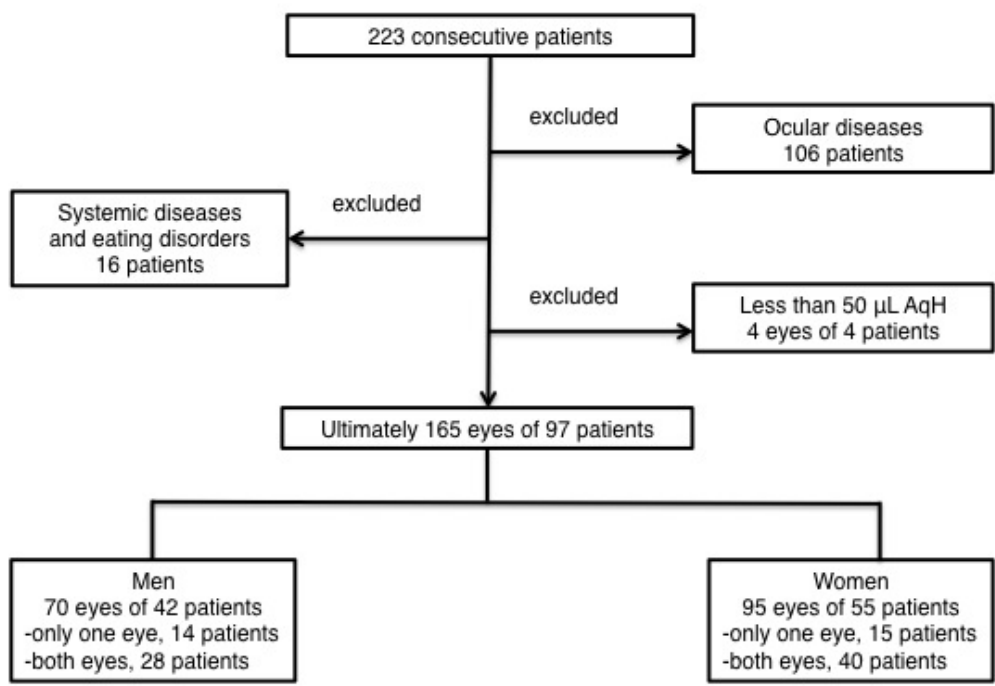 223 consecutive patients
excluded
Ocular diseases
106 patients
excluded
Systemic diseases
and eating disorders
16 patients
excluded
Less than 50 µL AqH
4 eyes of 4 patients
Ultimately 165 eyes of 97 patients
Men
70 eyes of 42 patients
-only one eye, 14 patients
-both eyes, 28 patients
Women
95 eyes of 55 patients
-only one eye, 15 patients
-both eyes, 40 patients